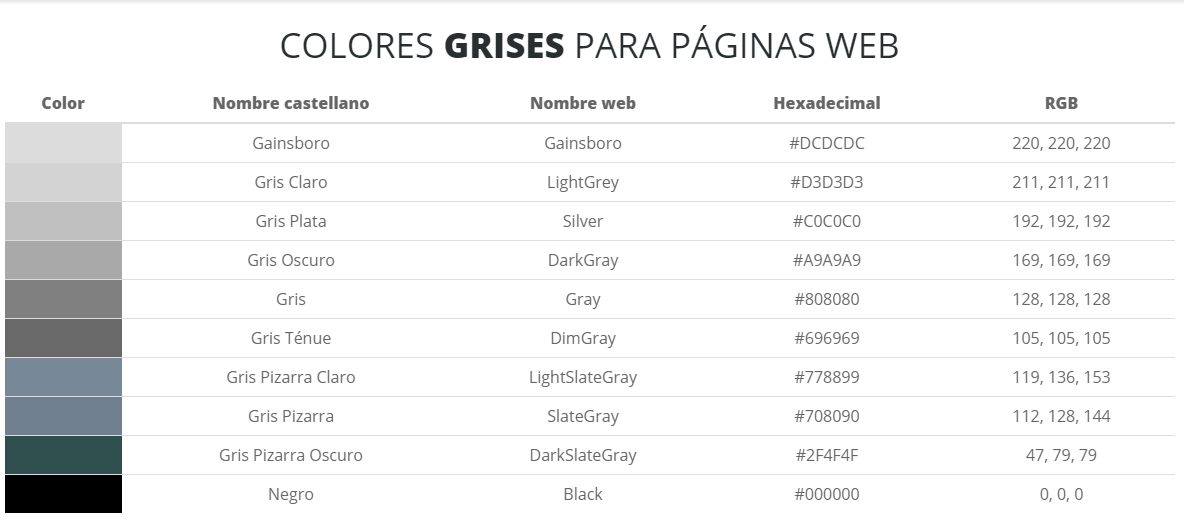 COLORES GRISES PARA PÁGINAS WEB
Color Nombre castellano Nombre web Hexadecimal RGB
Gainsboro Gainsboro #DCDCDC 220, 220, 220
Gris Claro LightGrey #D3D3D3 211, 211, 211
Gris Plata Silver #C0C0C0 192, 192, 192
Gris Oscuro DarkGray #A9A9A9 169, 169, 169
Gris Gray #808080 128, 128, 128
Gris Ténue DimGray #696969 105, 105, 105
Gris Pizarra Claro LightSlateGray #778899 119, 136, 153
Gris Pizarra SlateGray #708090 112, 128, 144
Gris Pizarra Oscuro DarkSlateGray #2F4F4F 47, 79, 79
Negro Black #000000 0, 0, 0